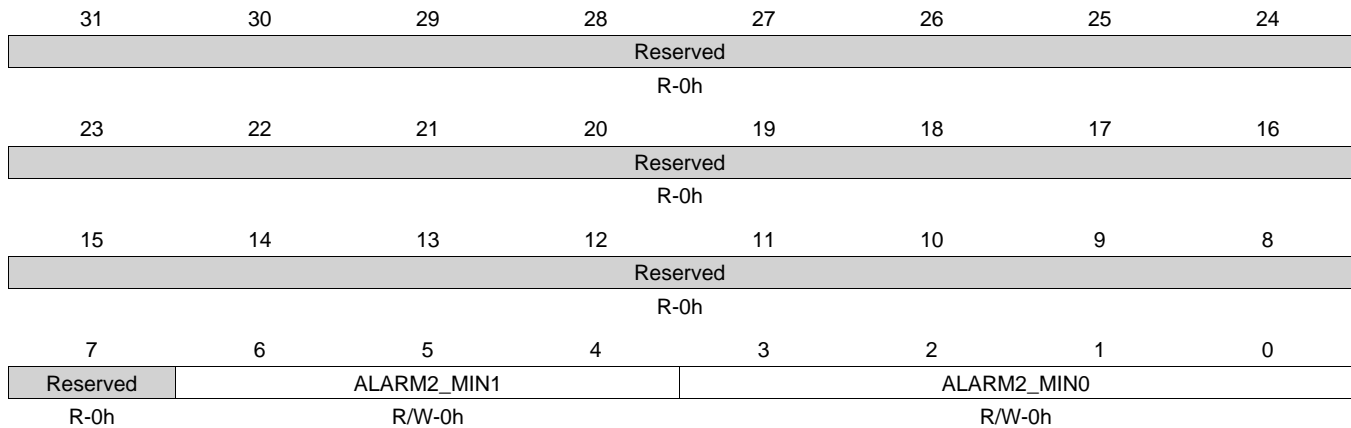 31 30 29 28 27 26 25 24
Reserved
R-0h
23 22 21 20 19 18 17 16
Reserved
R-0h
15 14 13 12 11 10 9 8
Reserved
R-0h
7 6 5 4 3 2 1 0
Reserved ALARM2_MIN1 ALARM2_MIN0
R-0h R/W-0h R/W-0h